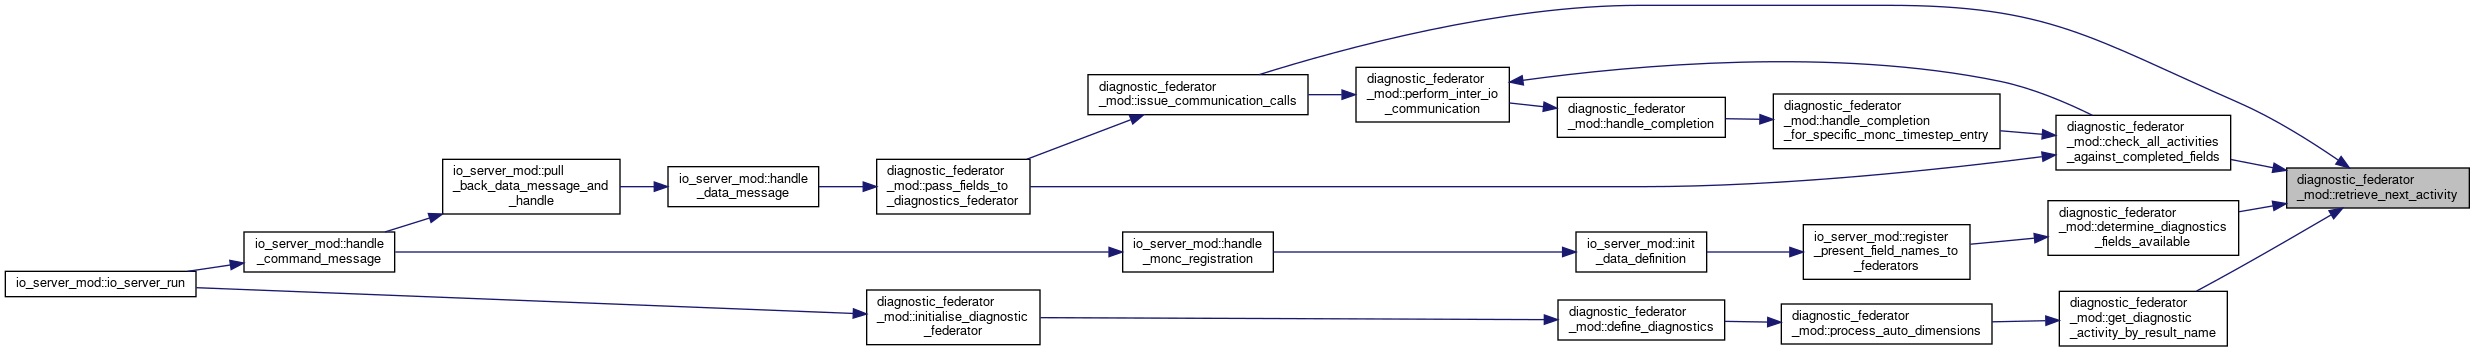 io_server_mod::io_server_run
io_server_mod::handle
_command_message
io_server_mod::pull
_back_data_message_and
_handle
io_server_mod::handle
_data_message
diagnostic_federator
_mod::pass_fields_to
_diagnostics_federator
diagnostic_federator
_mod::issue_communication_calls
diagnostic_federator
_mod::perform_inter_io
_communication
diagnostic_federator
_mod::handle_completion
diagnostic_federator
_mod::handle_completion
_for_specific_monc_timestep_entry
diagnostic_federator
_mod::check_all_activities
_against_completed_fields
diagnostic_federator
_mod::retrieve_next_activity
io_server_mod::handle
_monc_registration
io_server_mod::init
_data_definition
io_server_mod::register
_present_field_names_to
_federators
diagnostic_federator
_mod::determine_diagnostics
_fields_available
diagnostic_federator
_mod::initialise_diagnostic
_federator
diagnostic_federator
_mod::define_diagnostics
diagnostic_federator
_mod::process_auto_dimensions
diagnostic_federator
_mod::get_diagnostic
_activity_by_result_name